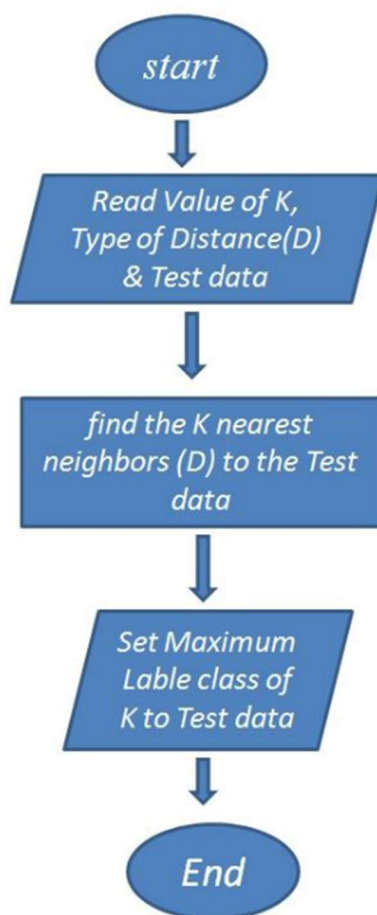 start
Read Value of K,
Type of Distance(D)
& Test data
find the K nearest
neighbors (D) to the Test
data
Set Maximum
Lable class of
K to Test data
End